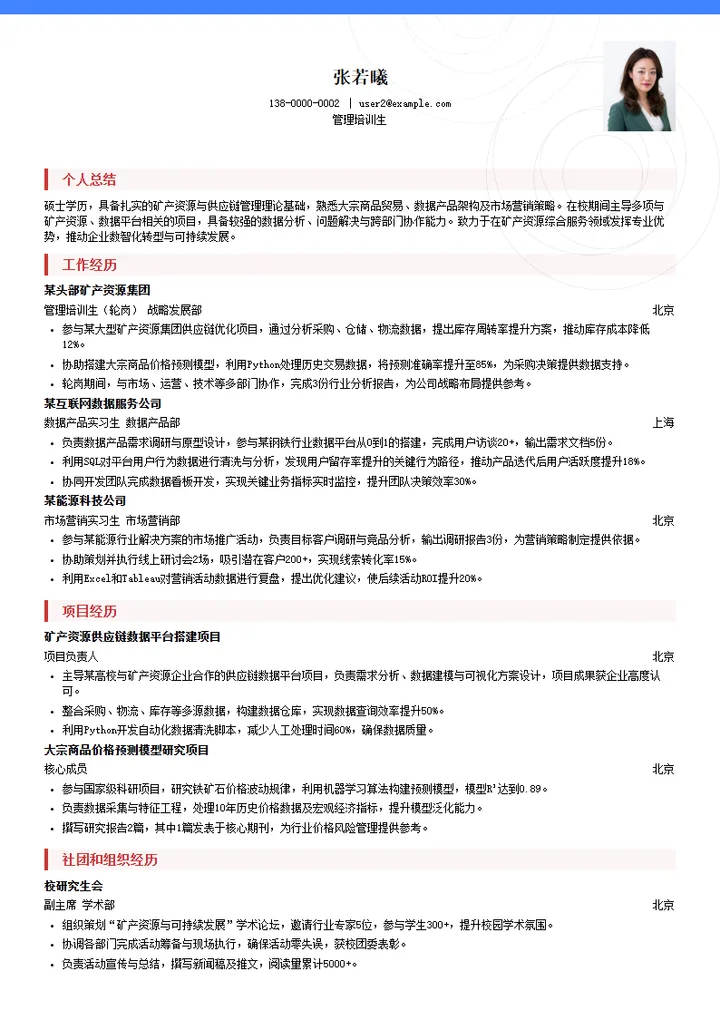 张若曦
138-0000-0002 | user2@example.com
管理培训生
个人总结
硕士学历，具备扎实的矿产资源与供应链管理理论基础，熟悉大宗商品贸易、数据产品架构及市场营销策略。在校期间主导多项与
矿产资源、数据平台相关的项目，具备较强的数据分析、问题解决与跨部门协作能力。致力于在矿产资源综合服务领域发挥专业优
势，推动企业数智化转型与可持续发展。
工作经历
某头部矿产资源集团
管理培训生（轮岗） 战略发展部 北京
• 参与某大型矿产资源集团供应链优化项目，通过分析采购、仓储、物流数据，提出库存周转率提升方案，推动库存成本降低
12%。
• 协助搭建大宗商品价格预测模型，利用Python处理历史交易数据，将预测准确率提升至85%，为采购决策提供数据支持。
• 轮岗期间，与市场、运营、技术等多部门协作，完成3份行业分析报告，为公司战略布局提供参考。
某互联网数据服务公司
数据产品实习生 数据产品部 上海
• 负责数据产品需求调研与原型设计，参与某钢铁行业数据平台从0到1的搭建，完成用户访谈20+，输出需求文档5份。
• 利用SQL对平台用户行为数据进行清洗与分析，发现用户留存率提升的关键行为路径，推动产品迭代后用户活跃度提升18%。
• 协同开发团队完成数据看板开发，实现关键业务指标实时监控，提升团队决策效率30%。
某能源科技公司
市场营销实习生 市场营销部 北京
• 参与某能源行业解决方案的市场推广活动，负责目标客户调研与竞品分析，输出调研报告3份，为营销策略制定提供依据。
• 协助策划并执行线上研讨会2场，吸引潜在客户200+，实现线索转化率15%。
• 利用Excel和Tableau对营销活动数据进行复盘，提出优化建议，使后续活动ROI提升20%。
项目经历
矿产资源供应链数据平台搭建项目
项目负责人 北京
• 主导某高校与矿产资源企业合作的供应链数据平台项目，负责需求分析、数据建模与可视化方案设计，项目成果获企业高度认
可。
• 整合采购、物流、库存等多源数据，构建数据仓库，实现数据查询效率提升50%。
• 利用Python开发自动化数据清洗脚本，减少人工处理时间60%，确保数据质量。
大宗商品价格预测模型研究项目
核心成员 北京
• 参与国家级科研项目，研究铁矿石价格波动规律，利用机器学习算法构建预测模型，模型R²达到0.89。
• 负责数据采集与特征工程，处理10年历史价格数据及宏观经济指标，提升模型泛化能力。
• 撰写研究报告2篇，其中1篇发表于核心期刊，为行业价格风险管理提供参考。
社团和组织经历
校研究生会
副主席 学术部 北京
• 组织策划“矿产资源与可持续发展”学术论坛，邀请行业专家5位，参与学生300+，提升校园学术氛围。
• 协调各部门完成活动筹备与现场执行，确保活动零失误，获校团委表彰。
• 负责活动宣传与总结，撰写新闻稿及推文，阅读量累计5000+。